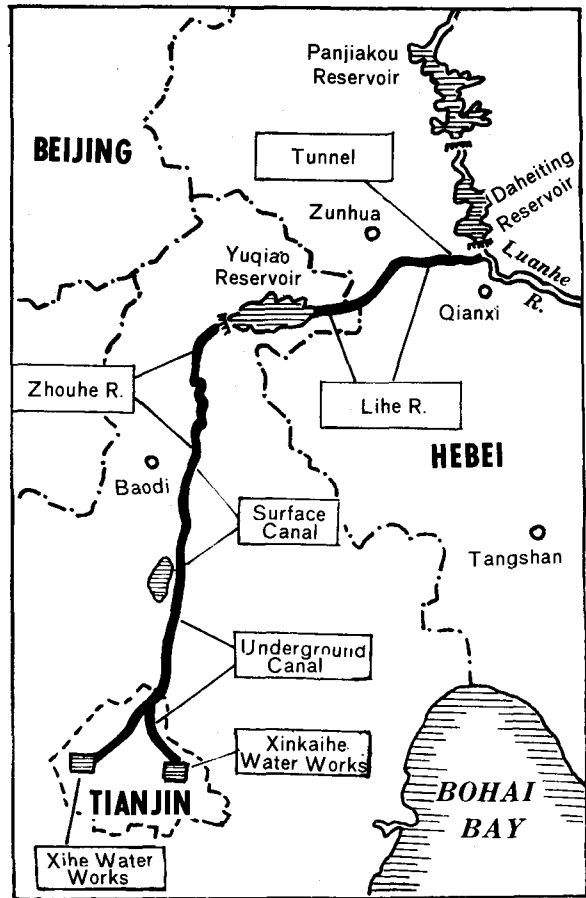 Panjiakou
Reservoir
BEIJING
Tunnel
Daheiting
Reservoir
Zunhua
Yuqiao
Reservoir
Luanhe
R.
Qianxi
Zhouhe R.
Lihe R.
HEBEI
Baodi
Surface
Canal
Tangshan
Underground
Canal
Xinkaihe
Water Works
TIANJIN
BOHAI
BAY
Xihe Water
Works